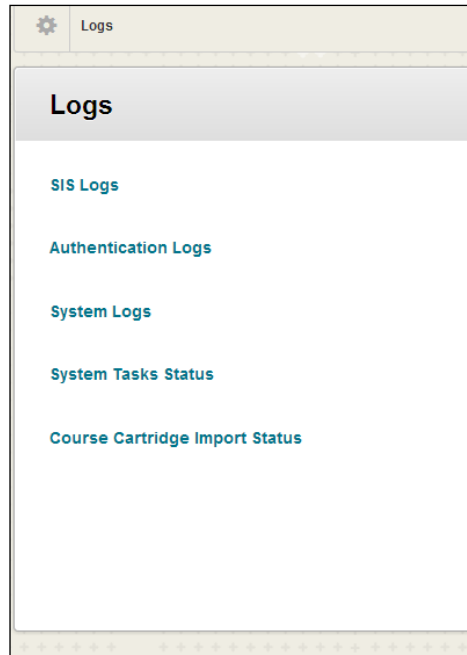 Logs
Logs
SIS Logs
Authentication Logs
System Logs
System Tasks Status
Course Cartridge Import Status